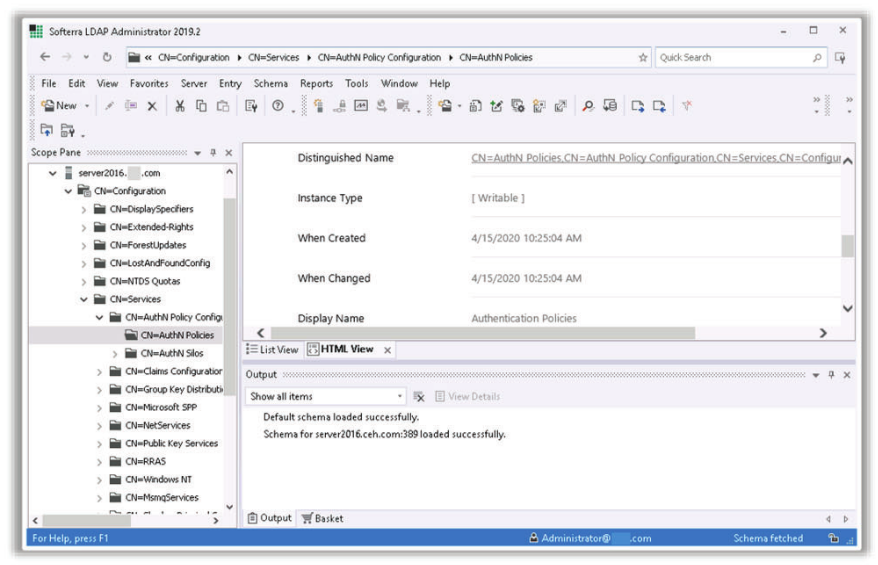 Softerra LDAP Administrator 2019.2
« CN=Configuration CN=Services CN=AuthN Policy Configuration CN=AuthN Policies
Quick Search
File Edit View Favorites Server Entry Schema Reports Tools Window Help
New
Scope Pane
server2016. .com
CN=Configuration
CN=DisplaySpecifiers
CN=Extended-Rights
CN=ForestUpdates
CN=LostAndFoundConfig
CN=NTDS Quotas
CN=Services
CN=AuthN Policy Configu
CN=AuthN Policies
CN=AuthN Silos
CN=Claims Configuration
CN=Group Key Distributi
CN=Microsoft SPP
CN=NetServices
CN=Public Key Services
CN=RRAS
CN=Windows NT
CN=MsmqServices
Distinguished Name CN=AuthN Policies,CN=AuthN Policy Configuration,CN=Services,CN=Configur
Instance Type [ Writable ]
When Created 4/15/2020 10:25:04 AM
When Changed 4/15/2020 10:25:04 AM
Display Name Authentication Policies
List View HTML View
Output
Show all items View Details
Default schema loaded successfully.
Schema for server2016.ceh.com:389 loaded successfully.
Output Basket
For Help, press F1 Administrator@ .com Schema fetched